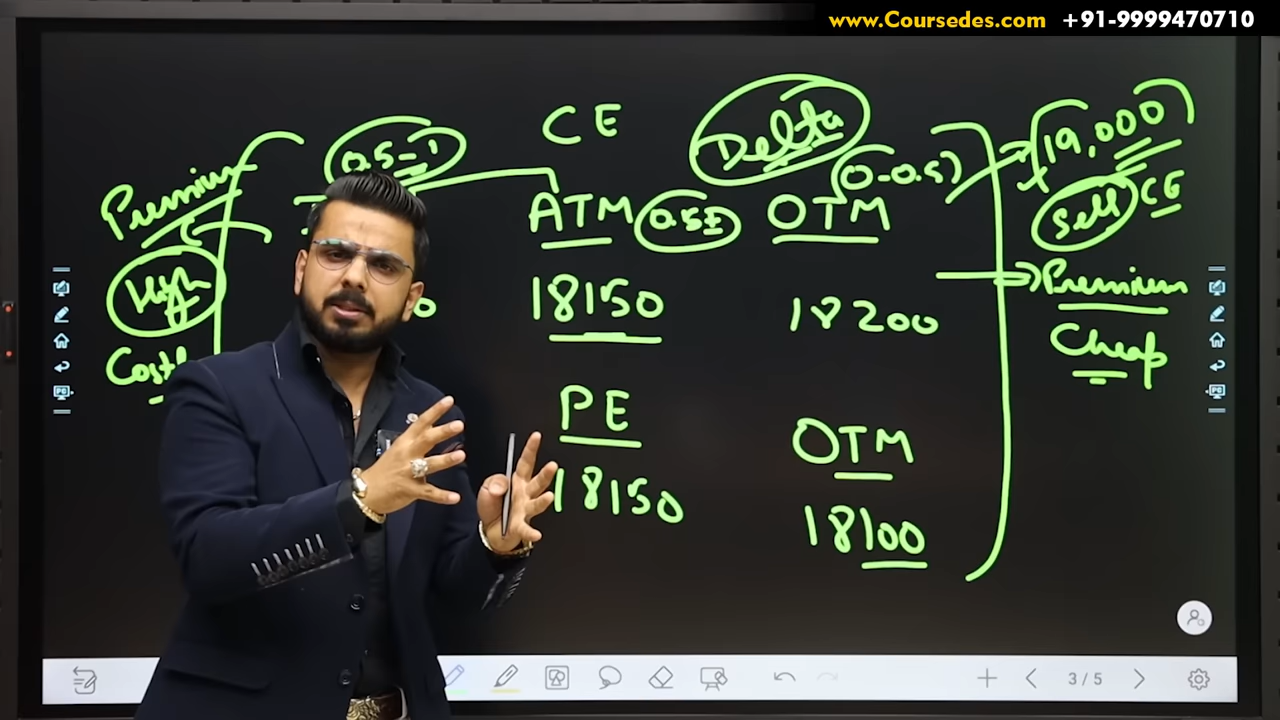 www.Coursedes.com +91-9999470710
CE
Delta
19,000
0.5-1
(0-0.5)
Premium
ATM
0.5
OTM
Sell CE
High
18150
18200
Premium
Cheap
PE
OTM
18150
18100
3/5